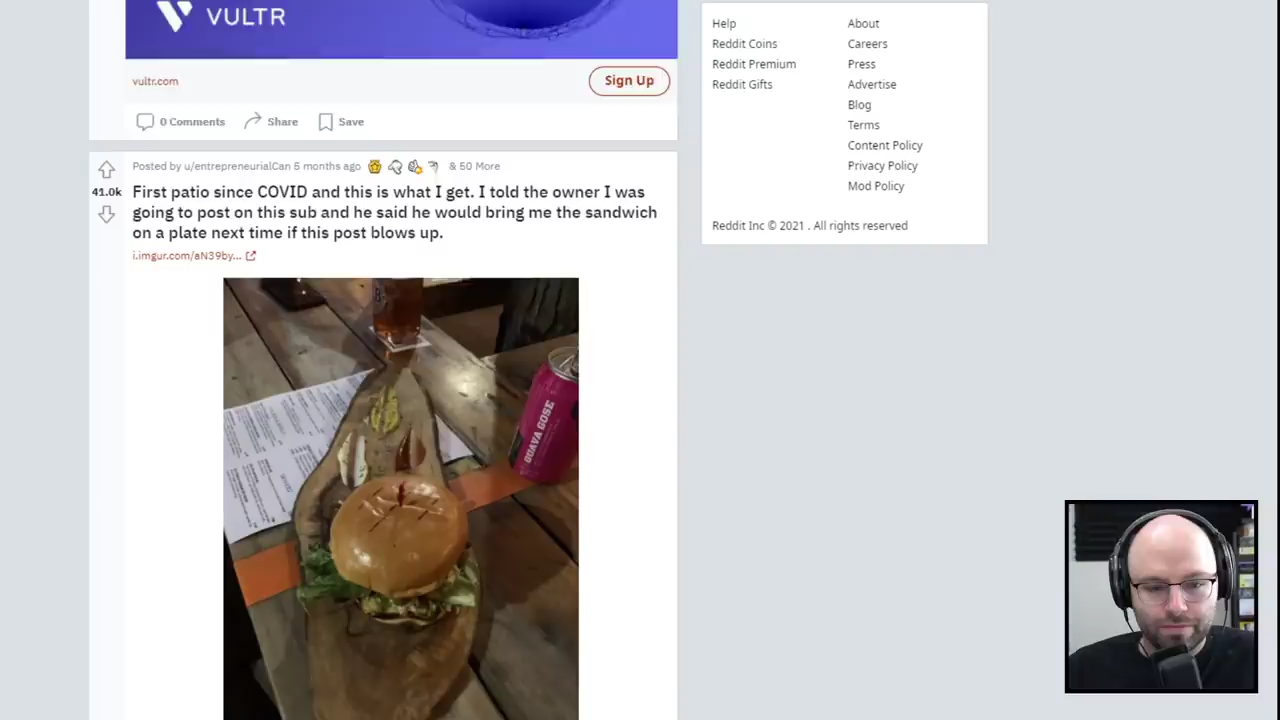 VULTR
vultr.com
Sign Up
0 Comments
Share
Save
Posted by u/entrepreneurialCan 5 months ago
& 50 More
41.0k
First patio since COVID and this is what I get. I told the owner I was
going to post on this sub and he said he would bring me the sandwich
on a plate next time if this post blows up.
i.imgur.com/aN39by...
GUAVA GOSE
Help
Reddit Coins
Reddit Premium
Reddit Gifts
About
Careers
Press
Advertise
Blog
Terms
Content Policy
Privacy Policy
Mod Policy
Reddit Inc © 2021 . All rights reserved